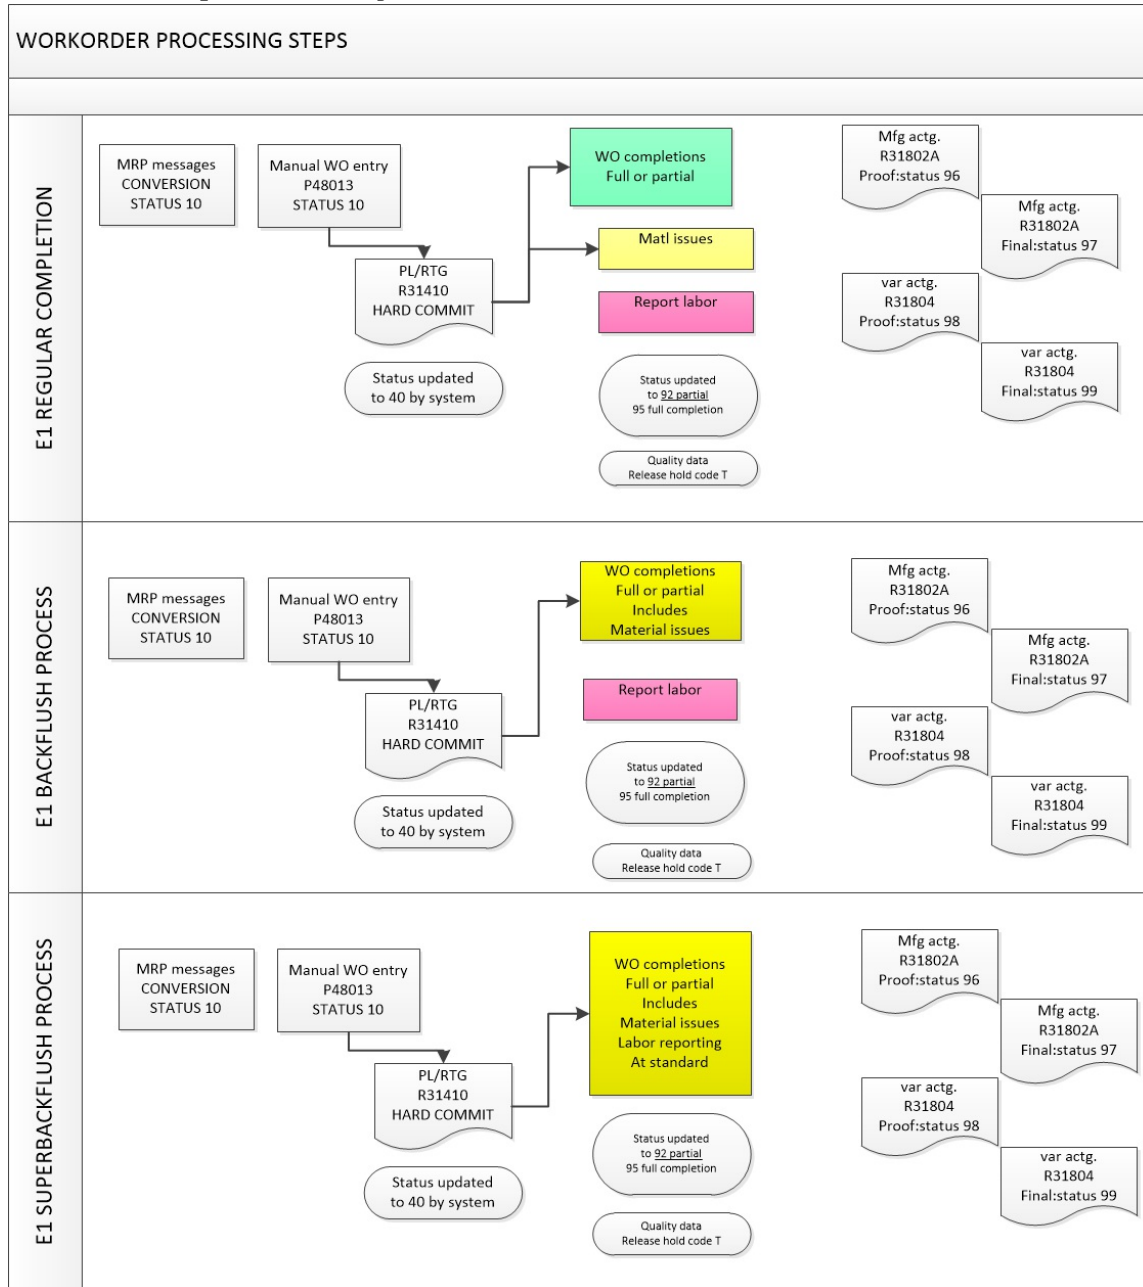 WORKORDER PROCESSING STEPS
E1 REGULAR COMPLETION
MRP messages
CONVERSION
STATUS 10
Manual WO entry
P48013
STATUS 10
PL/RTG
R31410
HARD COMMIT
Status updated
to 40 by system
WO completions
Full or partial
Matl issues
Report labor
Status updated
to 92 partial
95 full completion
Quality data
Release hold code T
Mfg actg.
R31802A
Proof:status 96
Mfg actg.
R31802A
Final:status 97
var actg.
R31804
Proof:status 98
var actg.
R31804
Final:status 99
E1 BACKFLUSH PROCESS
MRP messages
CONVERSION
STATUS 10
Manual WO entry
P48013
STATUS 10
PL/RTG
R31410
HARD COMMIT
Status updated
to 40 by system
WO completions
Full or partial
Includes
Material issues
Report labor
Status updated
to 92 partial
95 full completion
Quality data
Release hold code T
Mfg actg.
R31802A
Proof:status 96
Mfg actg.
R31802A
Final:status 97
var actg.
R31804
Proof:status 98
var actg.
R31804
Final:status 99
E1 SUPERBACKFLUSH PROCESS
MRP messages
CONVERSION
STATUS 10
Manual WO entry
P48013
STATUS 10
PL/RTG
R31410
HARD COMMIT
Status updated
to 40 by system
WO completions
Full or partial
Includes
Material issues
Labor reporting
At standard
Status updated
to 92 partial
95 full completion
Quality data
Release hold code T
Mfg actg.
R31802A
Proof:status 96
Mfg actg.
R31802A
Final:status 97
var actg.
R31804
Proof:status 98
var actg.
R31804
Final:status 99